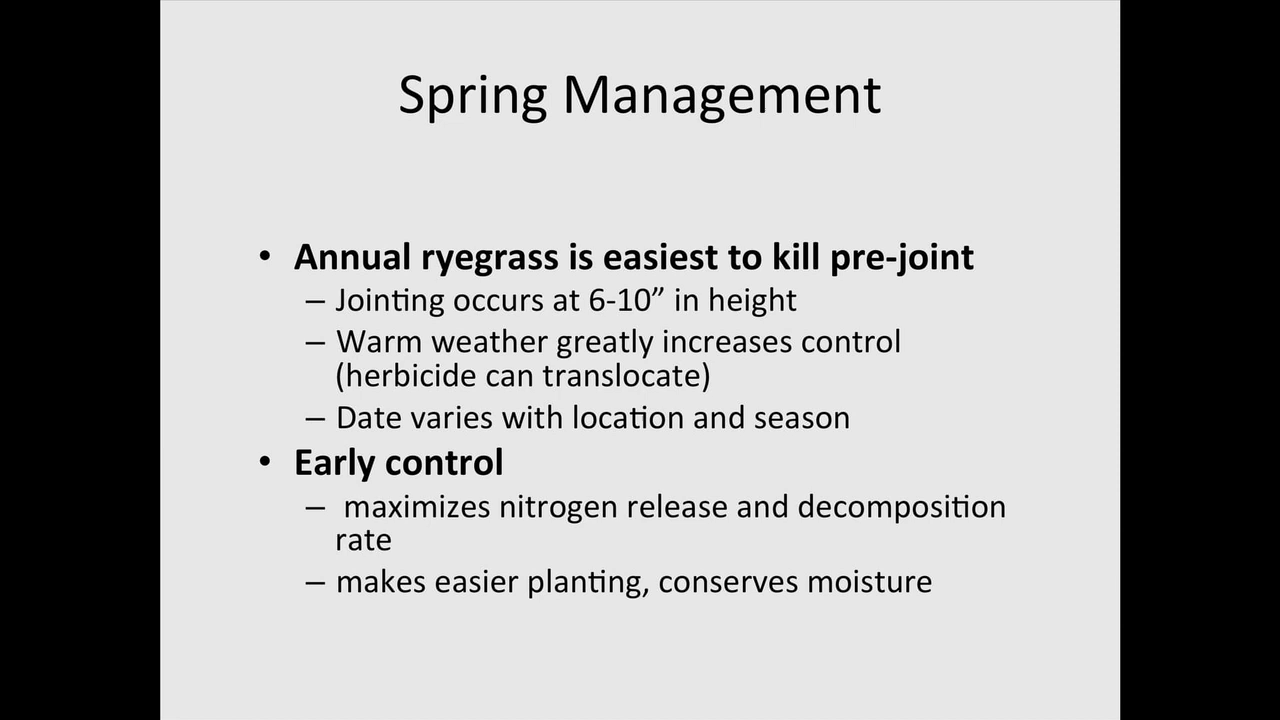 Spring Management
• Annual ryegrass is easiest to kill pre-joint
– Jointing occurs at 6-10” in height
– Warm weather greatly increases control
(herbicide can translocate)
– Date varies with location and season
• Early control
– maximizes nitrogen release and decomposition
rate
– makes easier planting, conserves moisture